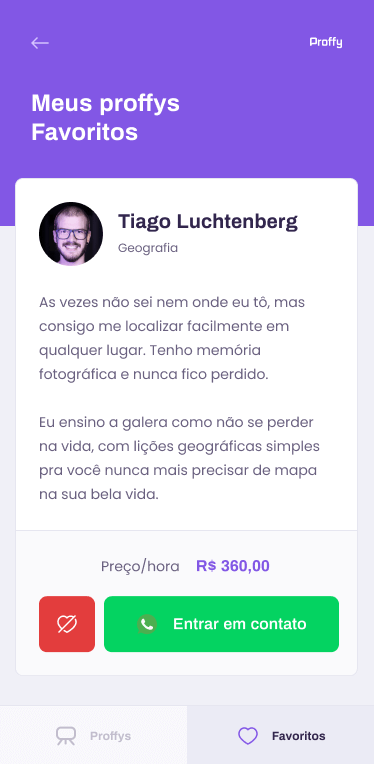 Proffy
Meus proffys
Favoritos
Tiago Luchtenberg
Geografia
As vezes não sei nem onde eu tô, mas
consigo me localizar facilmente em
qualquer lugar. Tenho memória
fotográfica e nunca fico perdido.
Eu ensino a galera como não se perder
na vida, com lições geográficas simples
pra você nunca mais precisar de mapa
na sua bela vida.
Preço/hora R$ 360,00
Entrar em contato
Proffys Favoritos